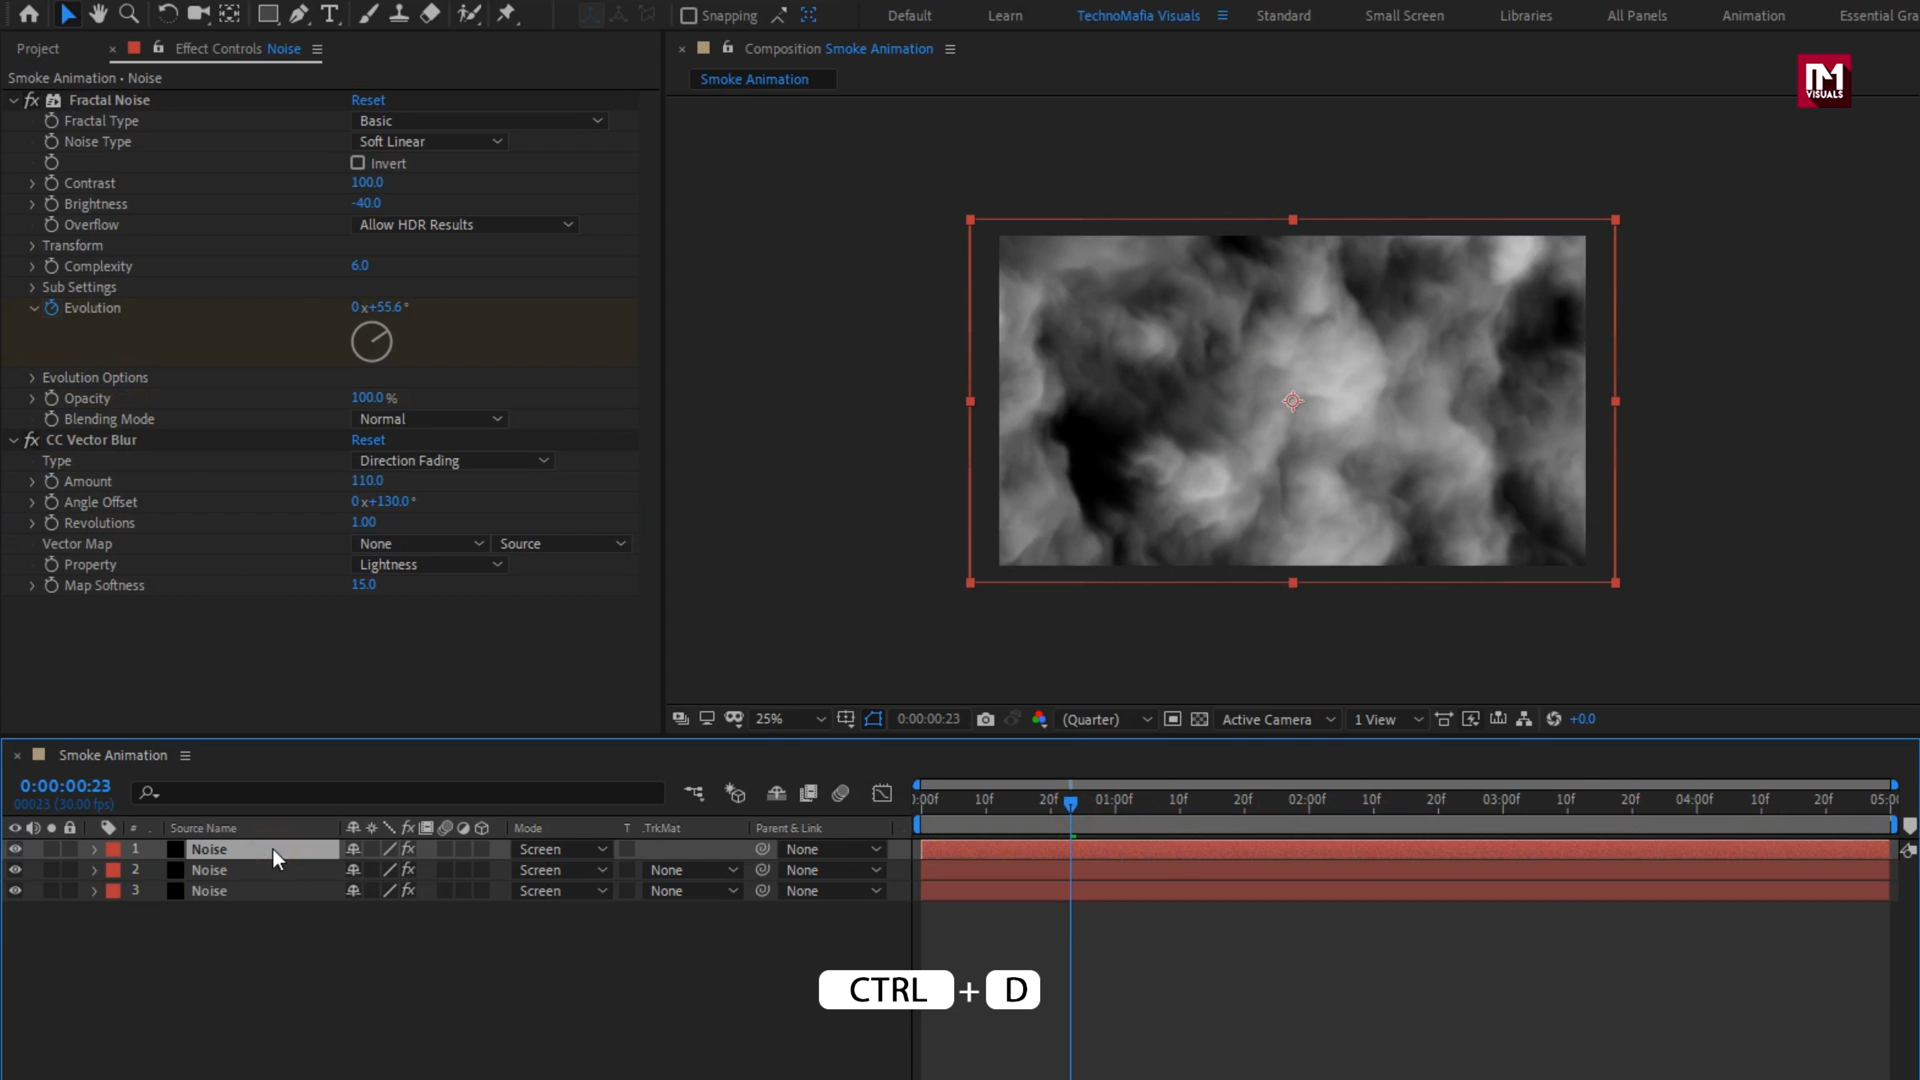 Snapping
Default
Learn
TechnoMafia Visuals
Standard
Small Screen
Libraries
All Panels
Animation
Essential Gra
Project
Effect Controls Noise
Composition Smoke Animation
Smoke Animation • Noise
Smoke Animation
M
VISUALS
fx Fractal Noise Reset
Fractal Type Basic
Noise Type Soft Linear
Invert
Contrast 100.0
Brightness -40.0
Overflow Allow HDR Results
Transform
Complexity 6.0
Sub Settings
Evolution 0x+55.6°
Evolution Options
Opacity 100.0 %
Blending Mode Normal
fx CC Vector Blur Reset
Type Direction Fading
Amount 110.0
Angle Offset 0x+130.0°
Revolutions 1.00
Vector Map None Source
Property Lightness
Map Softness 15.0
25% 0:00:00:23 (Quarter) Active Camera 1 View +0.0
Smoke Animation
0:00:00:23
00023 (30.00 fps)
:00f 10f 20f 01:00f 10f 20f 02:00f 10f 20f 03:00f 10f 20f 04:00f 10f 20f 05:00
# Source Name fx Mode T .TrkMat Parent & Link
1 Noise fx Screen None
2 Noise fx Screen None None
3 Noise fx Screen None None
CTRL + D